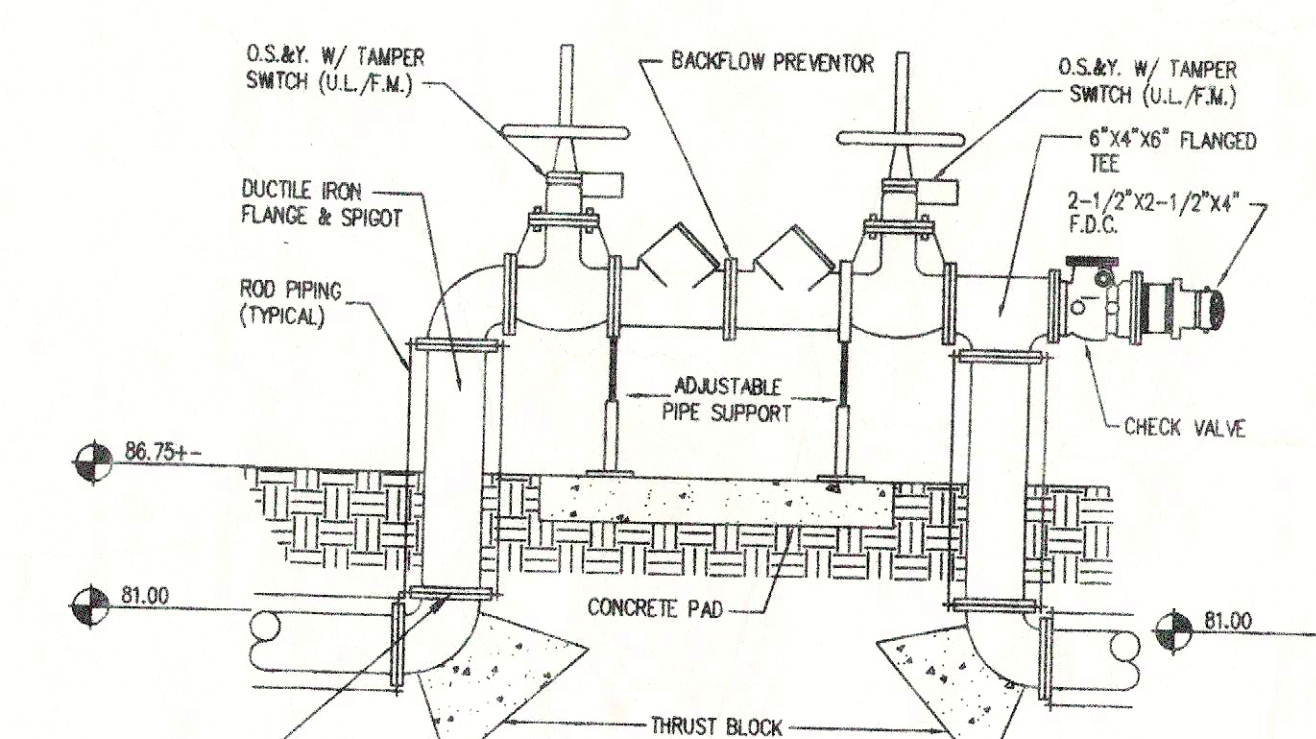 O.S.&Y. W/ TAMPER
SWITCH (U.L./F.M.)
BACKFLOW PREVENTOR
O.S.&Y. W/ TAMPER
SWITCH (U.L./F.M.)
6"X4"X6" FLANGED
TEE
DUCTILE IRON
FLANGE & SPIGOT
2-1/2"X2-1/2"X4"
F.D.C.
ROD PIPING
(TYPICAL)
ADJUSTABLE
PIPE SUPPORT
CHECK VALVE
86.75+-
81.00
CONCRETE PAD
81.00
THRUST BLOCK